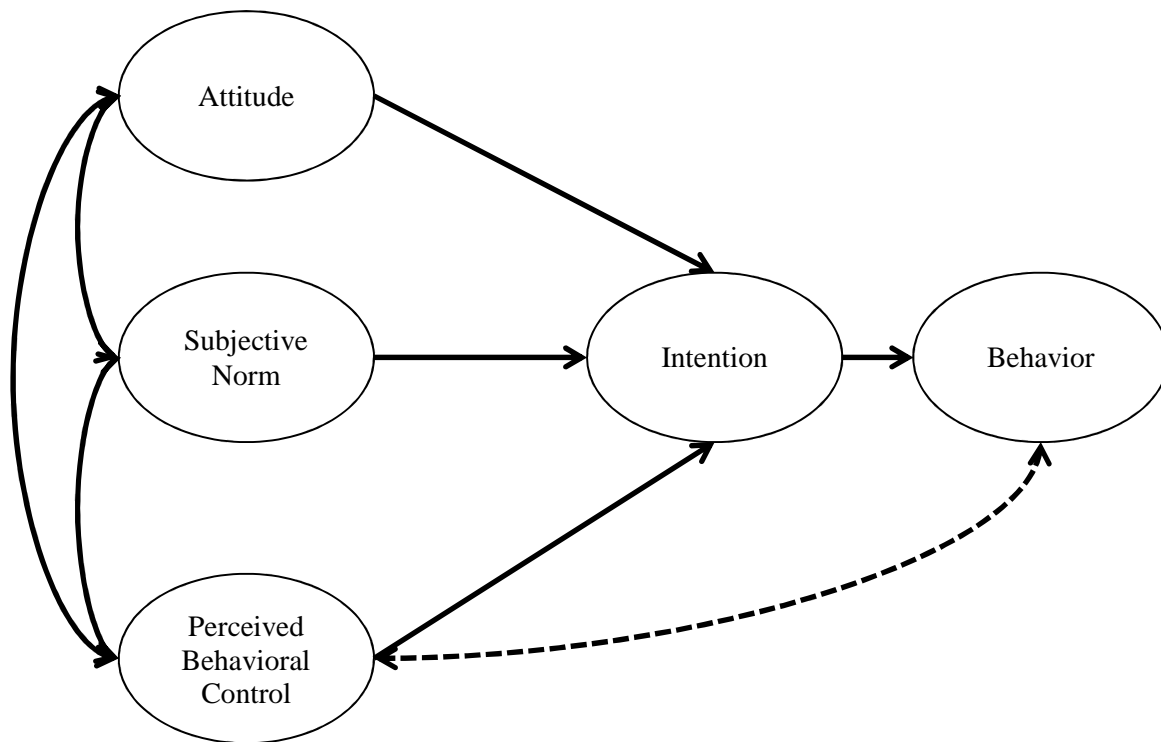 Attitude
Subjective
Norm
Intention
Behavior
Perceived
Behavioral
Control